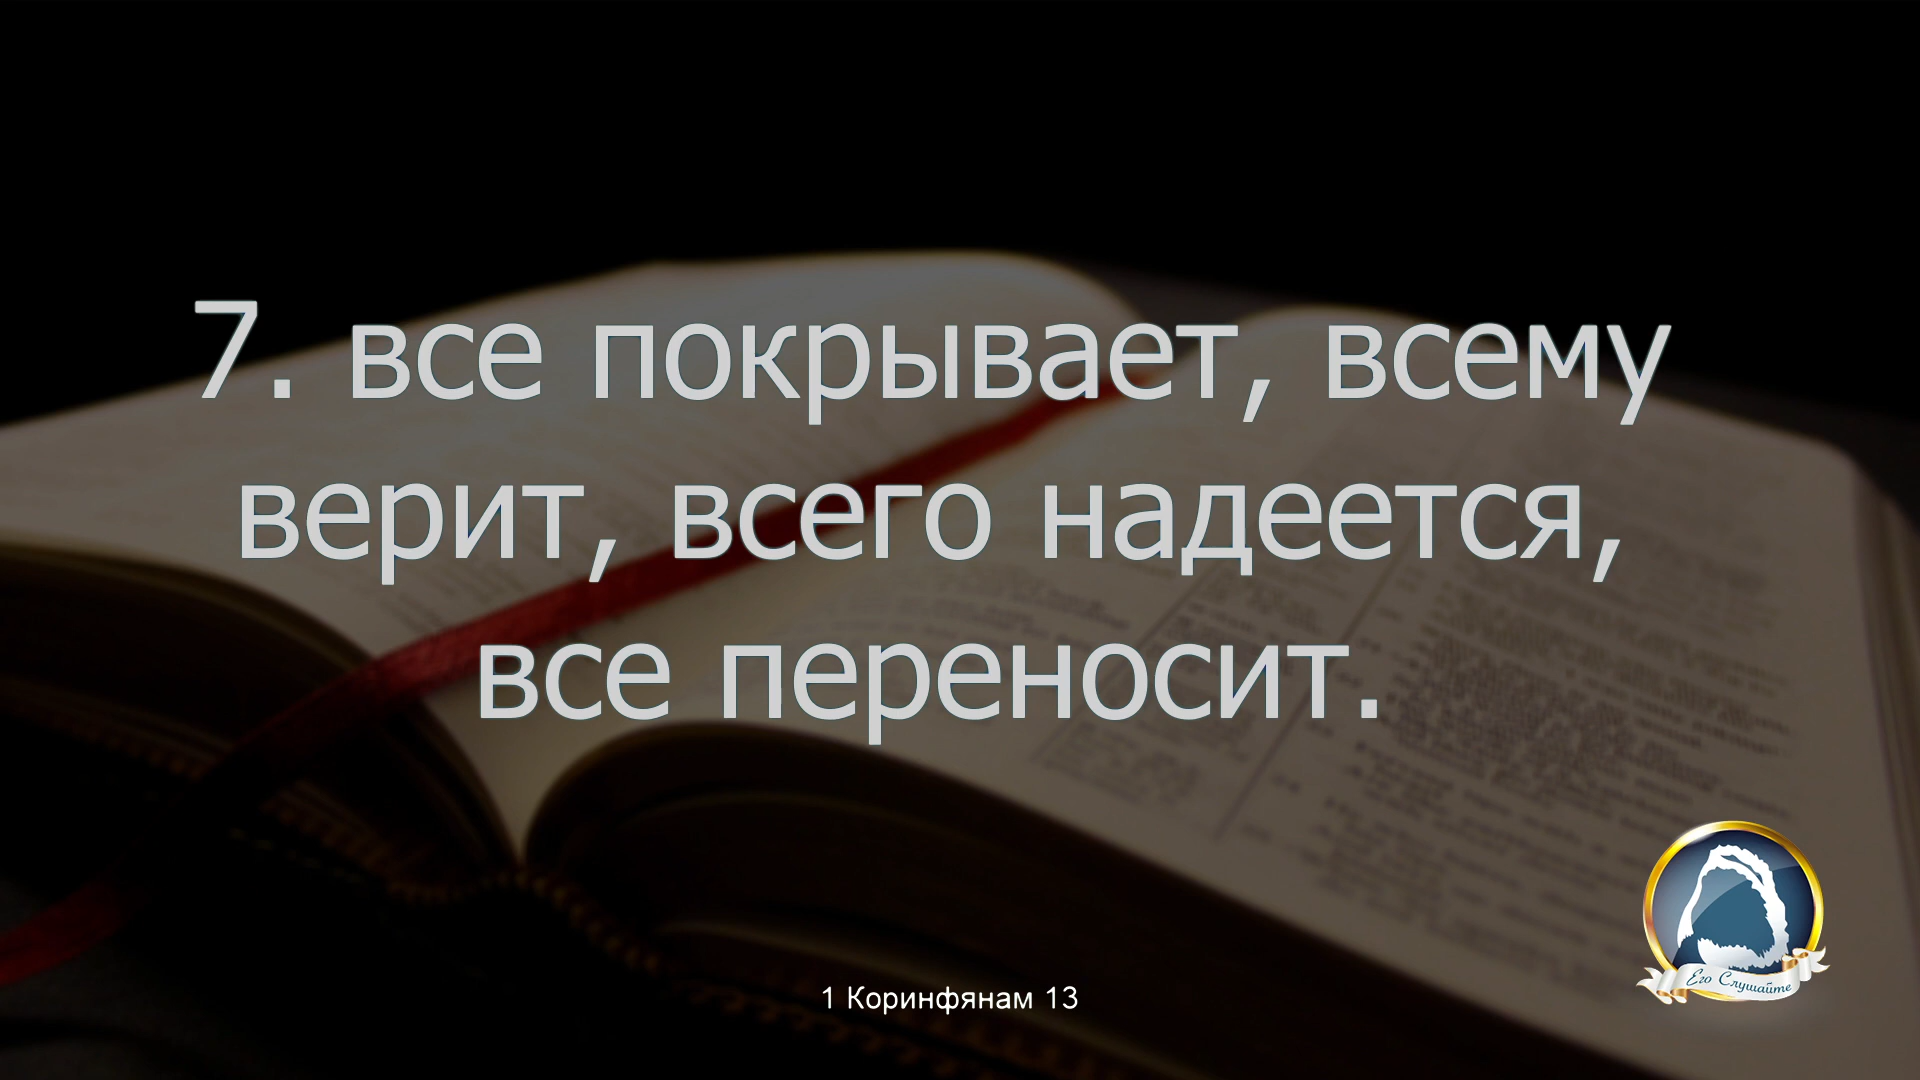 7. все покрывает, всему
верит, всего надеется,
все переносит.
Его Слушайте
1 Коринфянам 13